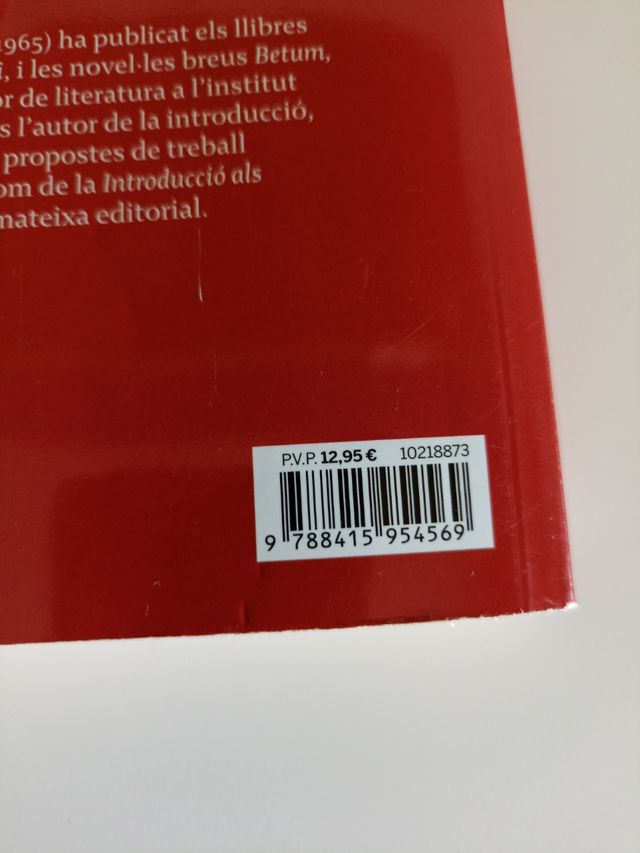 1965) ha publicat els llibres
i, i les novel·les breus Betum,
or de literatura a l'institut
s l'autor de la introducció,
propostes de treball
om de la Introducció als
mateixa editorial.
P.V.P. 12,95 € 10218873
9 788415 954569